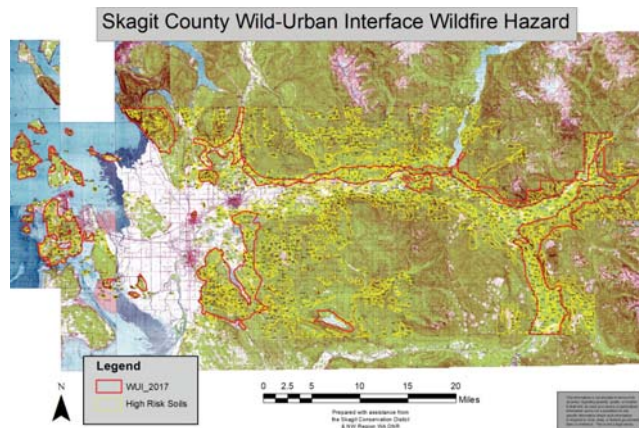 Skagit County Wild-Urban Interface Wildfire Hazard
Legend
WUI_2017
High Risk Soils
N
0 2.5 5 10 15 20
Miles
Prepared with assistance from
the Skagit Conservation District
& NW Region WA DNR